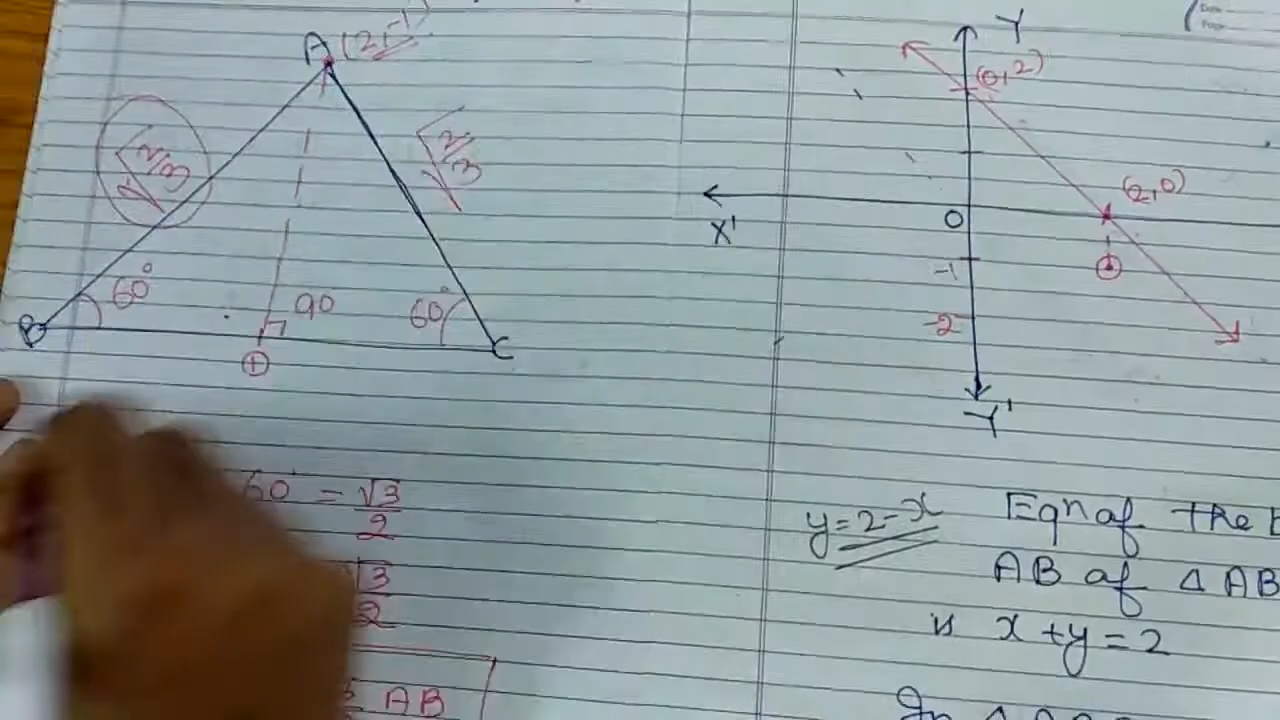 A (2,-1)
√2/3
√2/3
60°
90
60°
B
C
Y
(0,2)
(2,0)
X'
0
-1
-2
Y'
60° = √3/2
√3/2
AB
y=2-x
Eqn of the
AB of △ AB
is x+y=2
In △